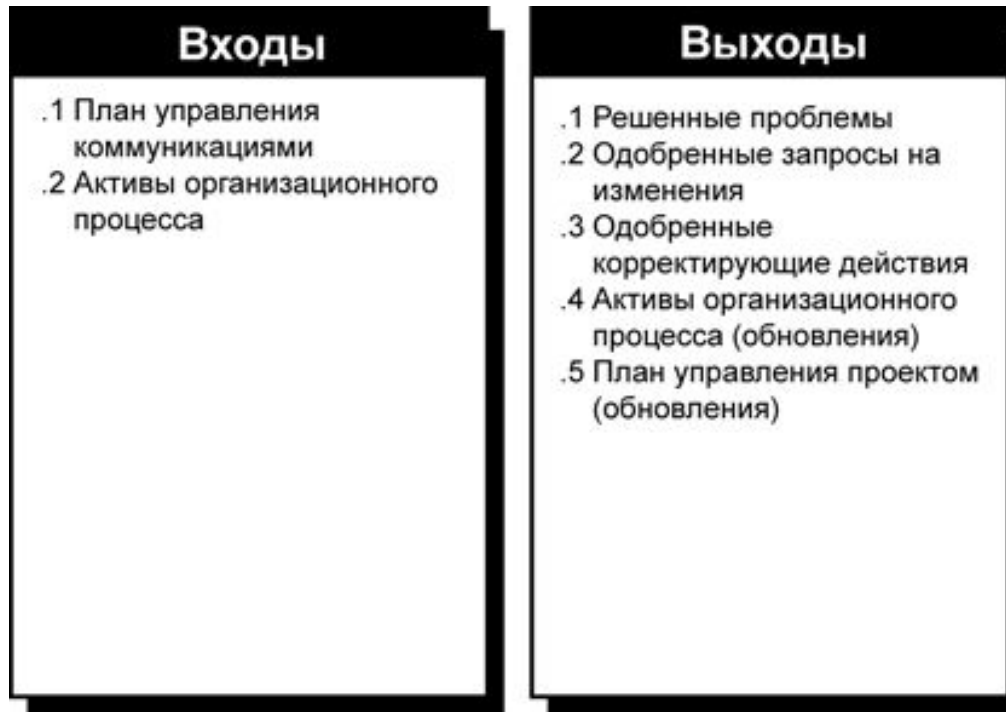 Входы
.1 План управления
коммуникациями
.2 Активы организационного
процесса
Выходы
.1 Решенные проблемы
.2 Одобренные запросы на
изменения
.3 Одобренные
корректирующие действия
.4 Активы организационного
процесса (обновления)
.5 План управления проектом
(обновления)